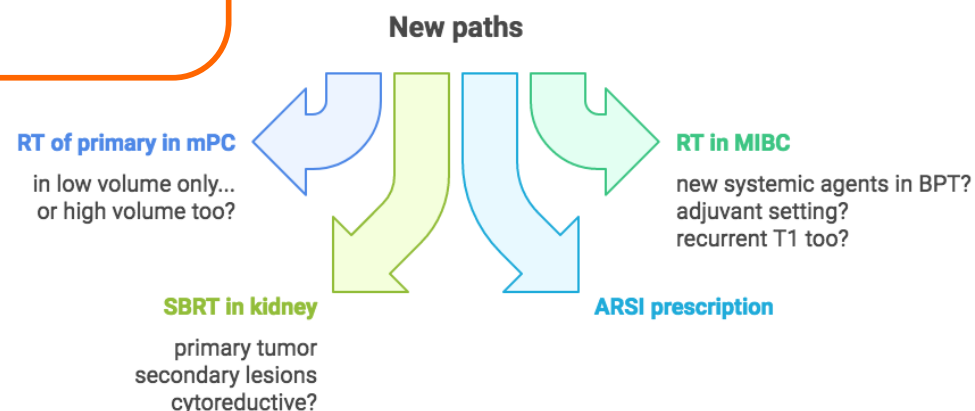 New paths
RT of primary in mPC
in low volume only...
or high volume too?
RT in MIBC
new systemic agents in BPT?
adjuvant setting?
recurrent T1 too?
SBRT in kidney
primary tumor
secondary lesions
cytoreductive?
ARSI prescription